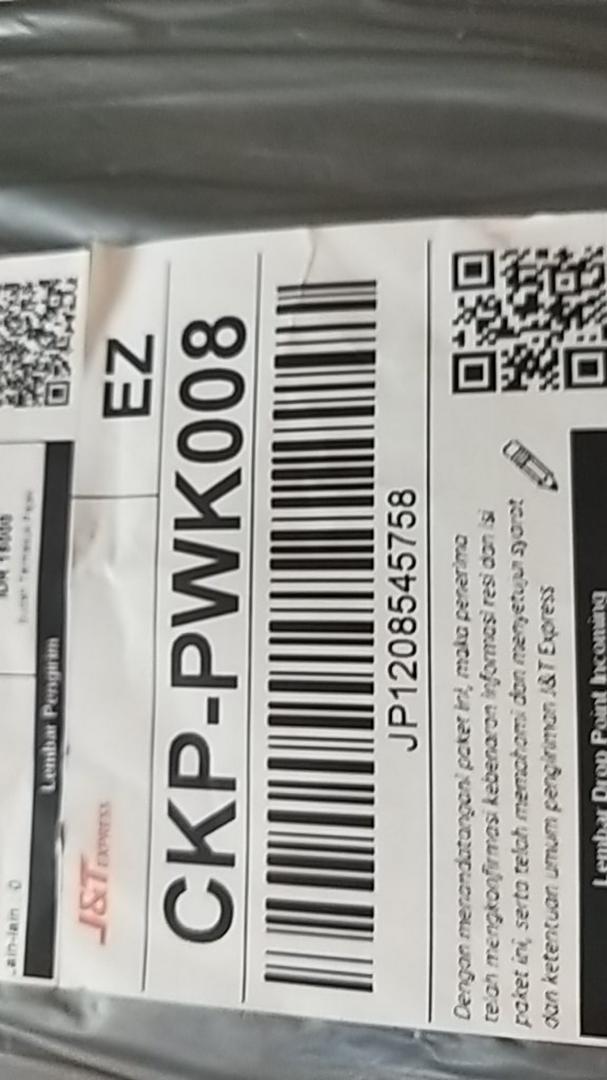 Lain-lain : 0
Lembar Pengirim
J&T EXPRESS
EZ
CKP-PWK008
JP1208545758
Dengan menandatangani paket ini, maka penerima
telah mengkonfirmasi kebenaran informasi resi dan isi
paket ini, serta telah memahami dan menyetujui syarat
dan ketentuan umum pengiriman J&T Express
Lembar Drop Point Incoming